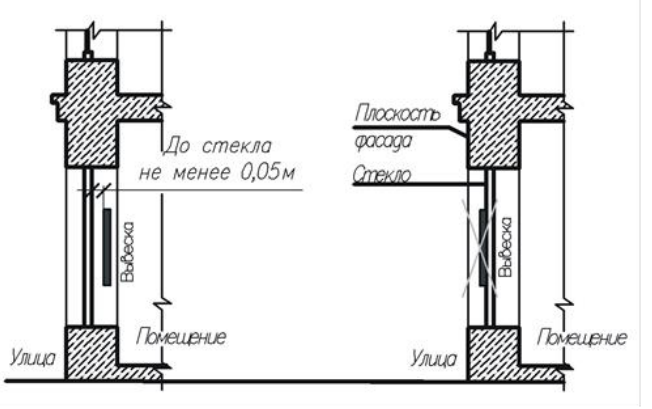 До стекла
не менее 0,05м
Вывеска
Помещение
Улица
Плоскость
фасада
Стекло
Вывеска
Помещение
Улица